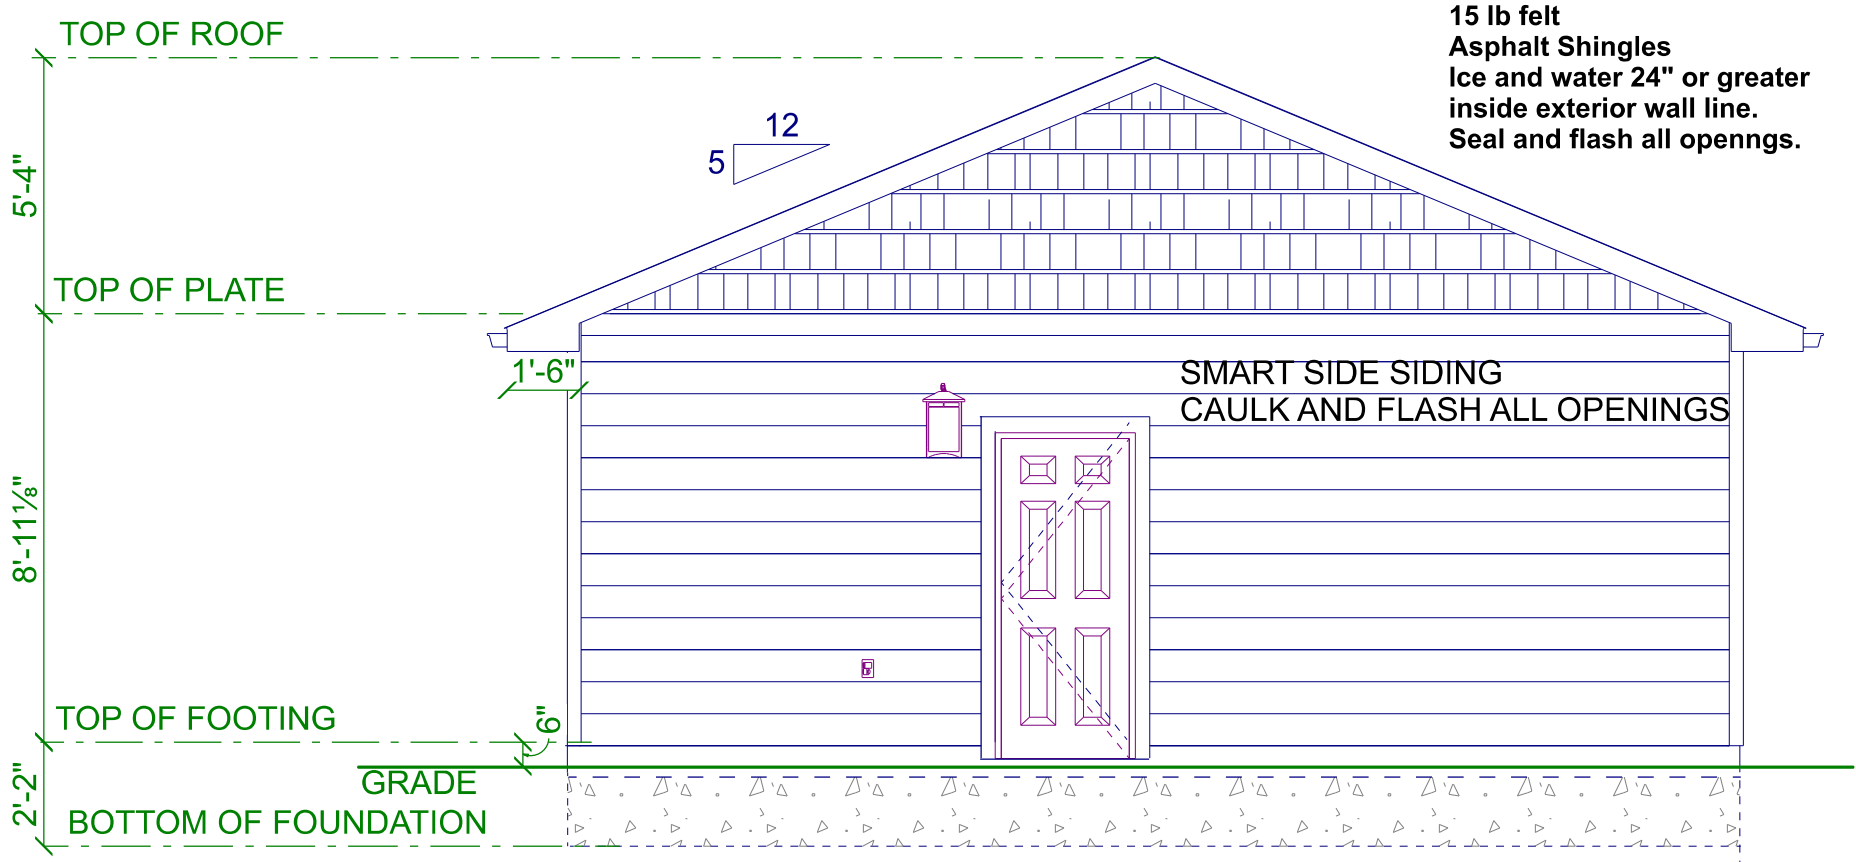 15 lb felt
Asphalt Shingles
Ice and water 24" or greater
inside exterior wall line.
Seal and flash all openngs.
TOP OF ROOF
12
5
5'-4"
TOP OF PLATE
1'-6"
SMART SIDE SIDING
CAULK AND FLASH ALL OPENINGS
8'-11⅛"
TOP OF FOOTING
6"
GRADE
2'-2"
BOTTOM OF FOUNDATION